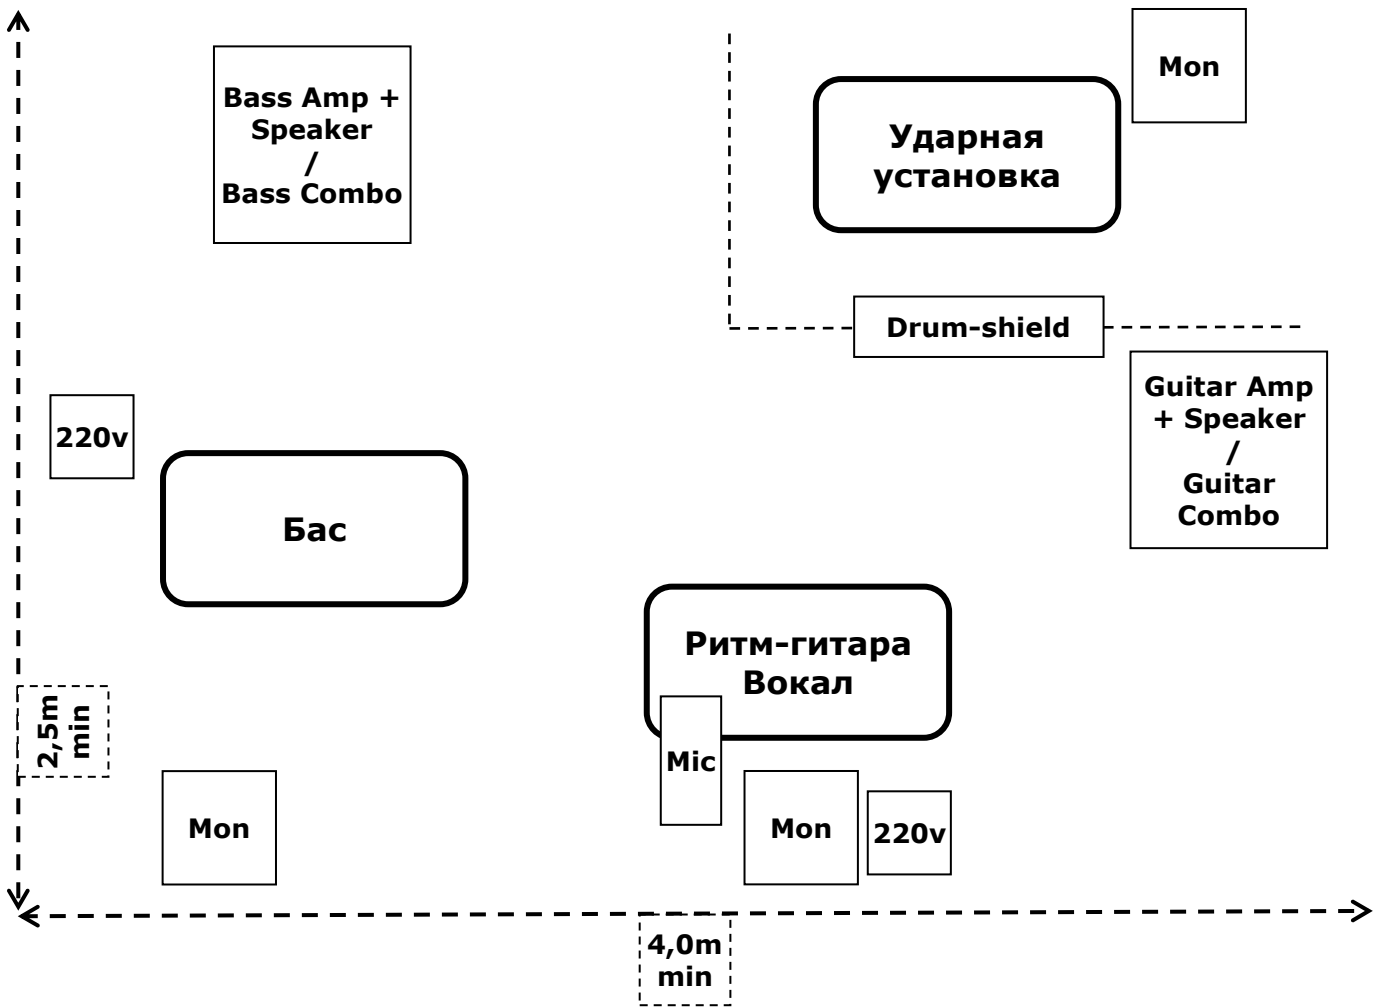 Mon
Bass Amp +
Speaker
/
Bass Combo
Ударная
установка
Drum-shield
Guitar Amp
+ Speaker
/
Guitar
Combo
220v
Бас
Ритм-гитара
Вокал
2,5m
min
Mic
Mon
Mon
220v
4,0m
min